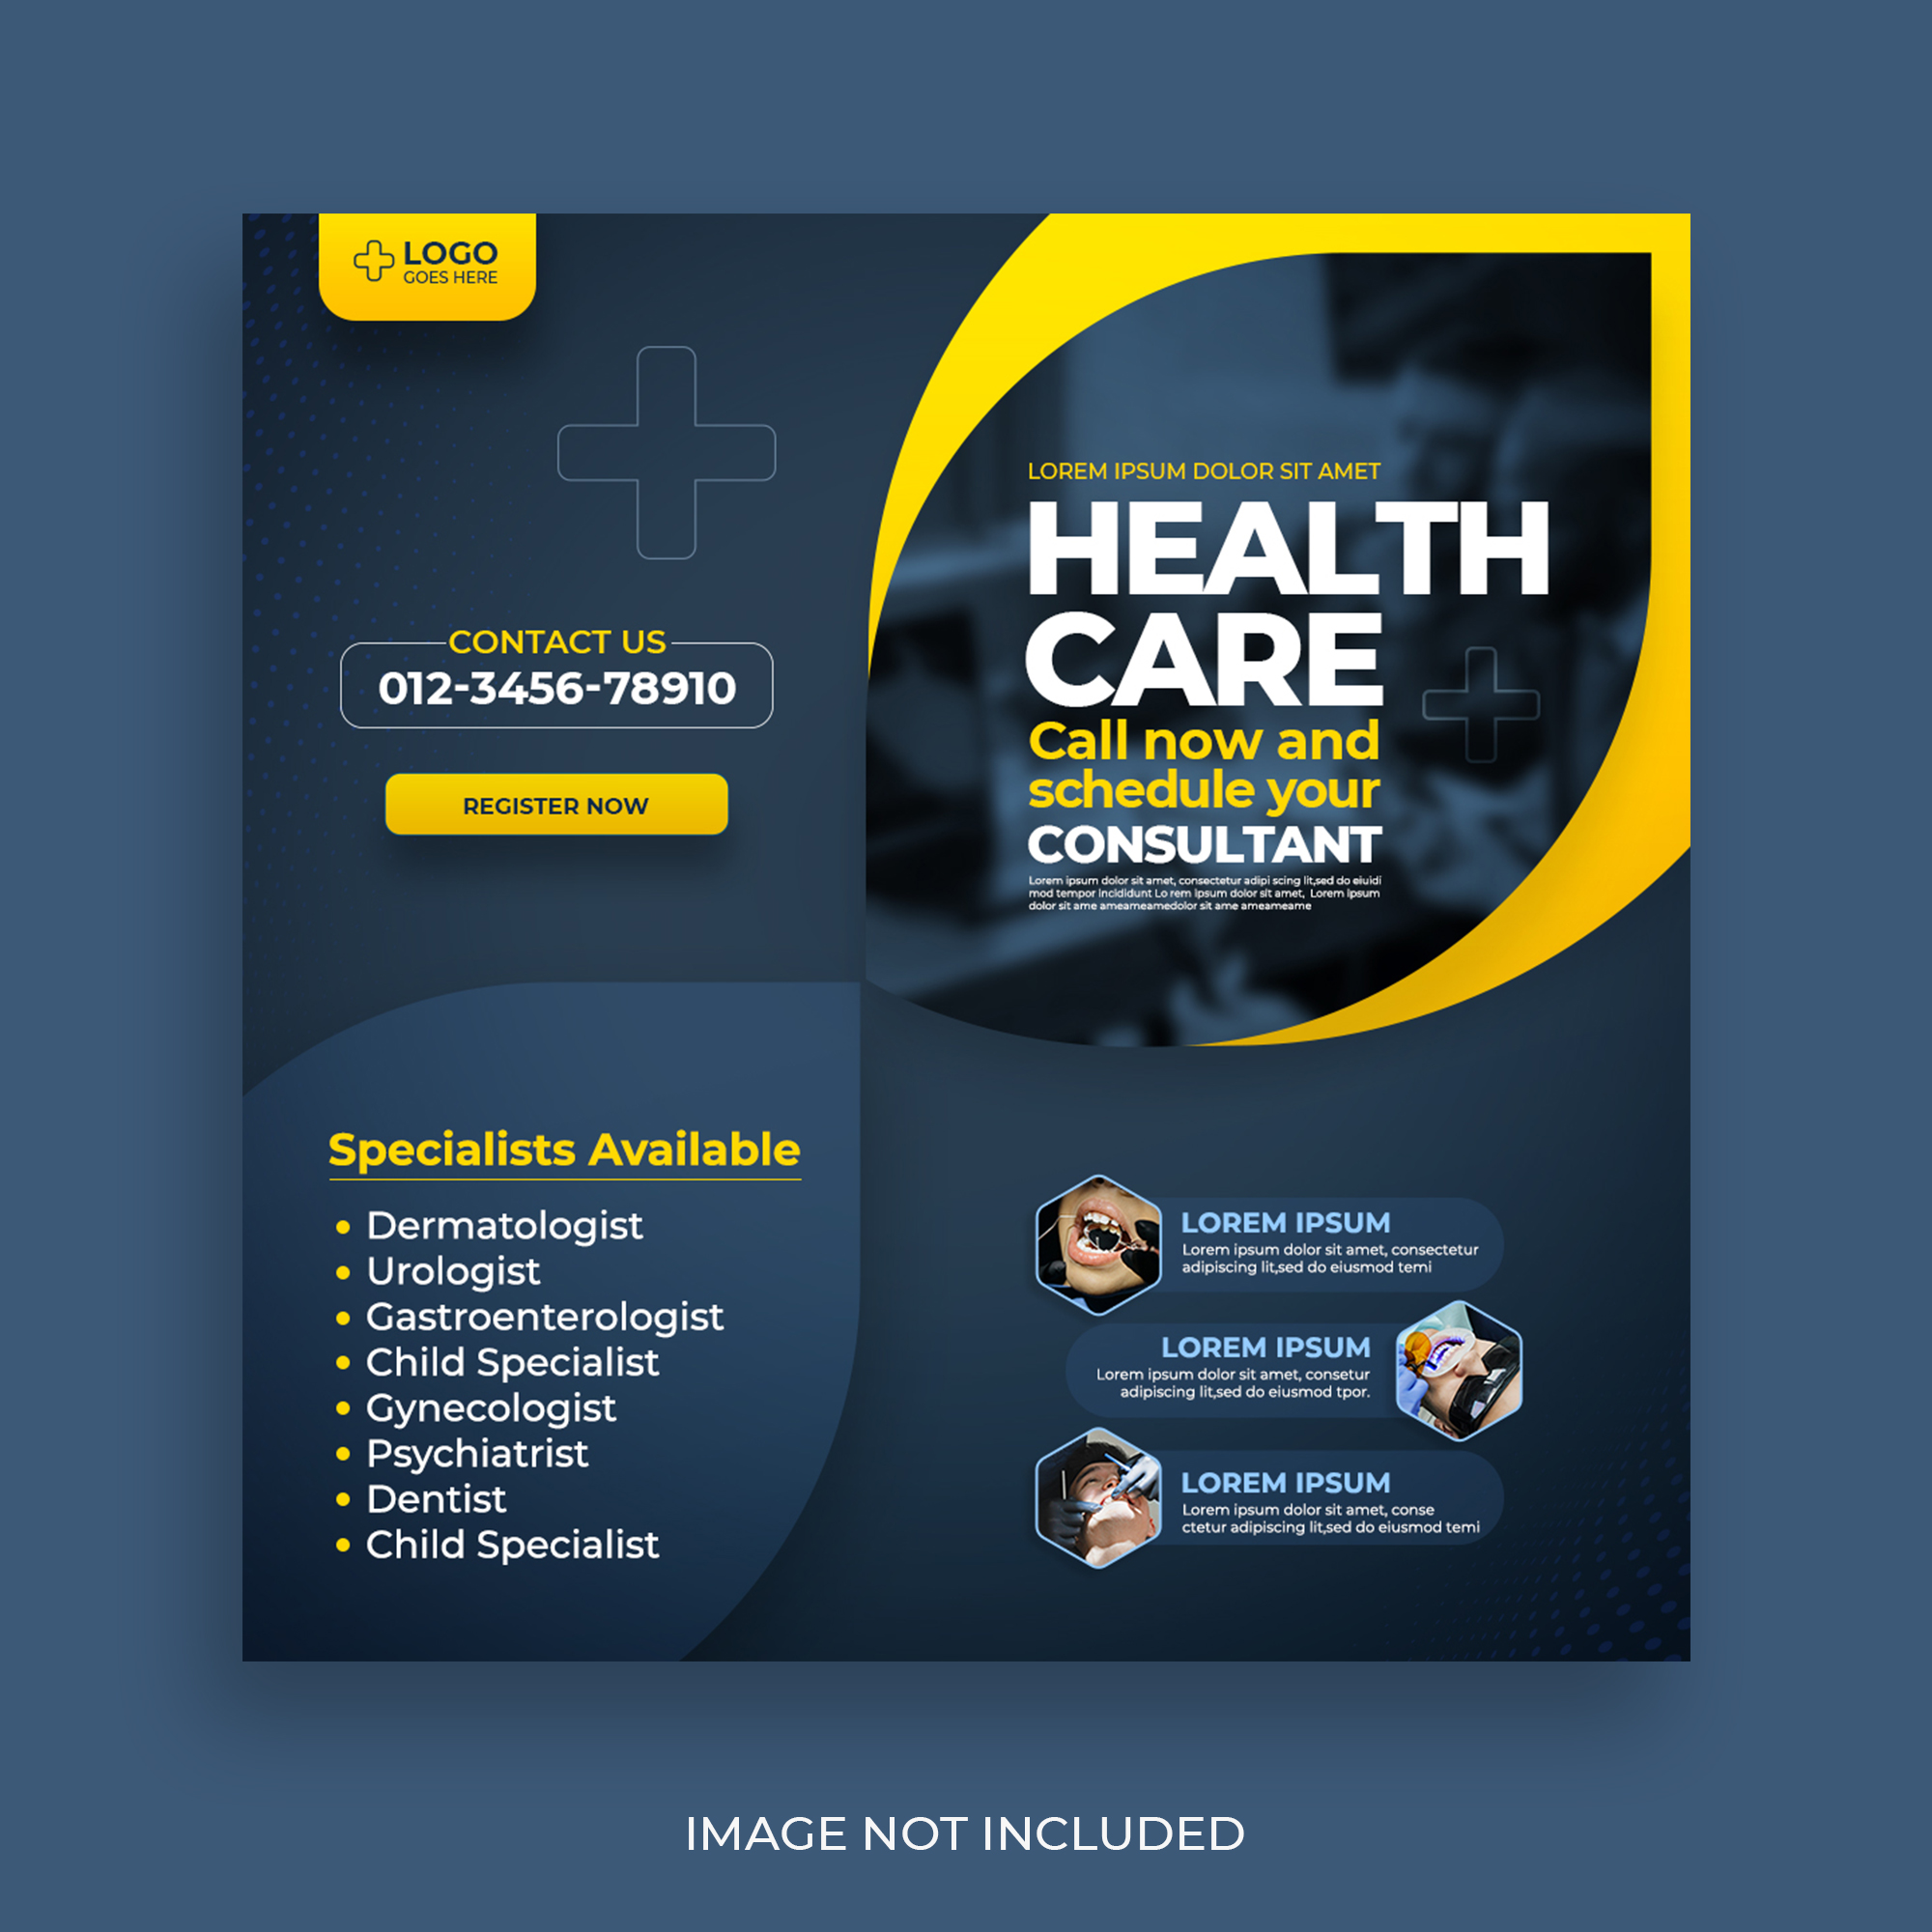 LOGO
GOES HERE
CONTACT US
012-3456-78910
REGISTER NOW
LOREM IPSUM DOLOR SIT AMET
HEALTH
CARE
Call now and
schedule your
CONSULTANT
Lorem ipsum dolor sit amet, consectetur adipi scing lit,sed do eiuidi
mod tempor incididunt Lo rem ipsum dolor sit amet, Lorem ipsum
dolor sit ame ameameamedolor sit ame ameameame
Specialists Available
Dermatologist
Urologist
Gastroenterologist
Child Specialist
Gynecologist
Psychiatrist
Dentist
Child Specialist
LOREM IPSUM
Lorem ipsum dolor sit amet, consectetur
adipiscing lit,sed do eiusmod temi
LOREM IPSUM
Lorem ipsum dolor sit amet, consetur
adipiscing lit,sed do eiusmod tpor.
LOREM IPSUM
Lorem ipsum dolor sit amet, conse
ctetur adipiscing lit,sed do eiusmod temi
IMAGE NOT INCLUDED